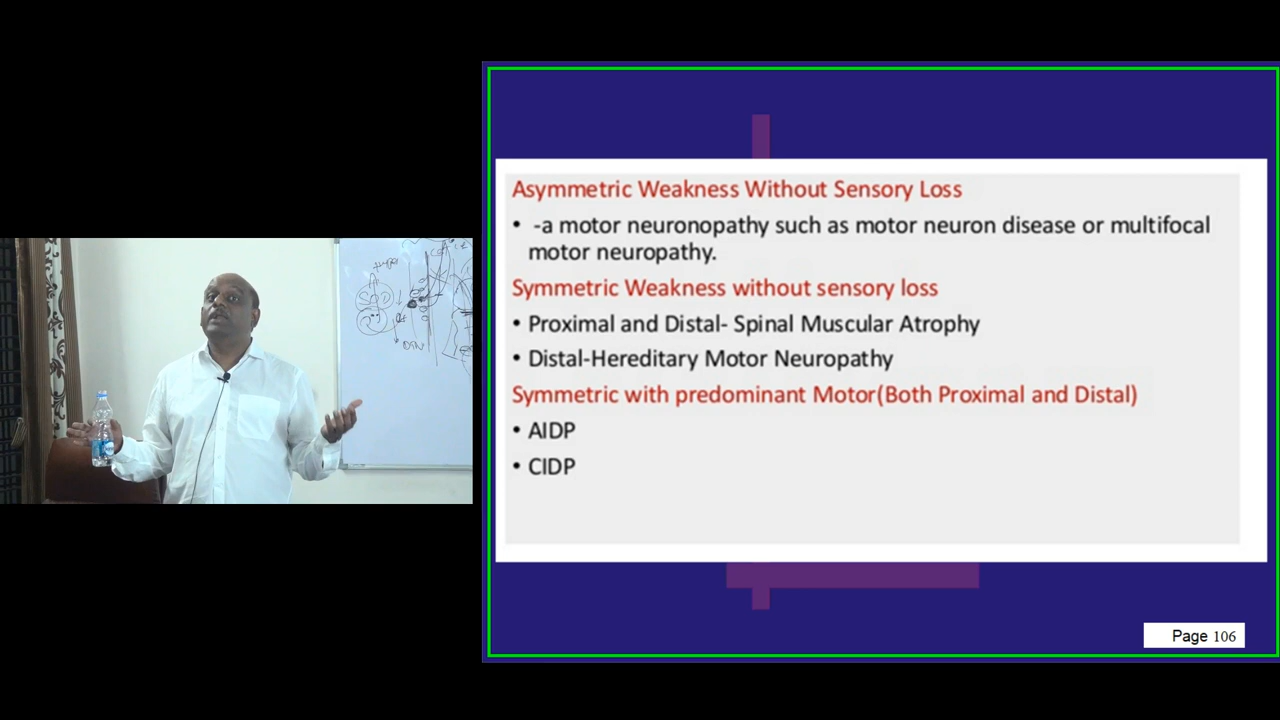 Asymmetric Weakness Without Sensory Loss
• -a motor neuronopathy such as motor neuron disease or multifocal
motor neuropathy.
Symmetric Weakness without sensory loss
• Proximal and Distal- Spinal Muscular Atrophy
• Distal-Hereditary Motor Neuropathy
Symmetric with predominant Motor(Both Proximal and Distal)
• AIDP
• CIDP
Page 106